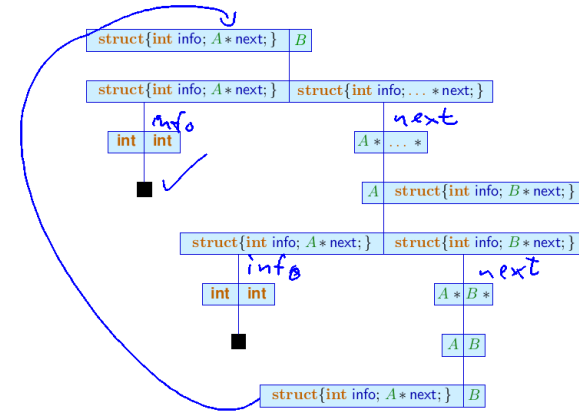 struct{int info; A * next; } B
struct{int info; A * next; } struct{int info; ... * next; }
info next
int int A * ... *
A struct{int info; B * next; }
struct{int info; A * next; } struct{int info; B * next; }
info next
int int A * B *
A B
struct{int info; A * next; } B